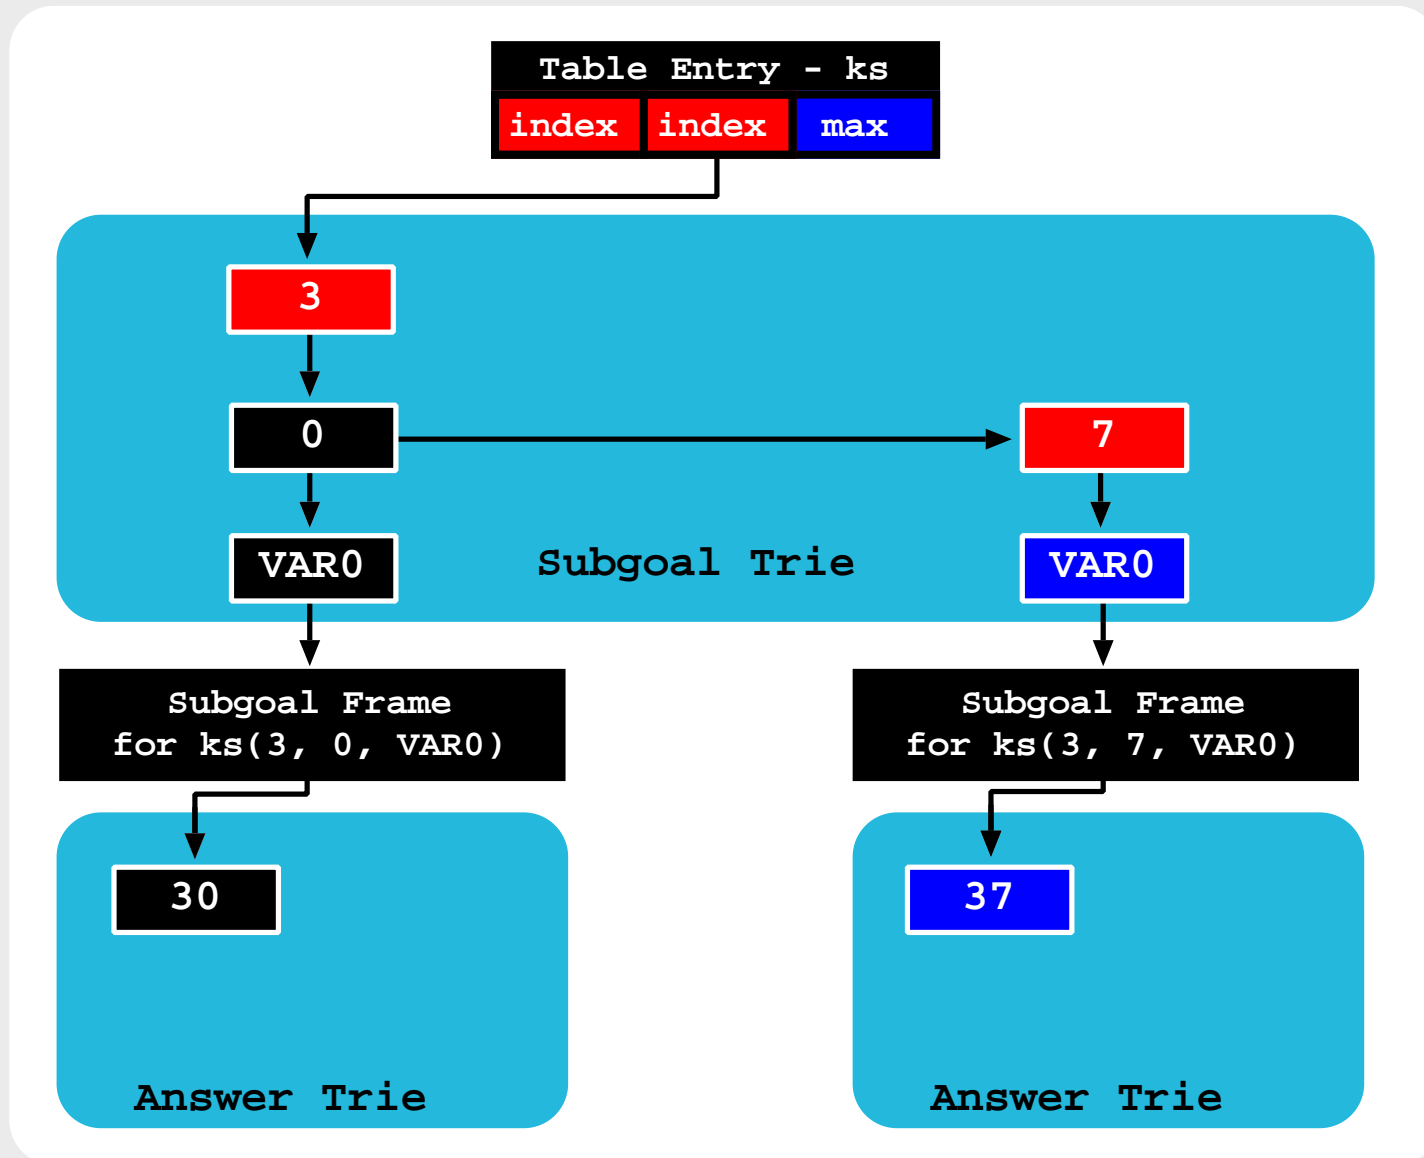 Table Entry - ks
index index max
3
0 7
VAR0 Subgoal Trie VAR0
Subgoal Frame
for ks(3, 0, VAR0)
Subgoal Frame
for ks(3, 7, VAR0)
30
37
Answer Trie
Answer Trie